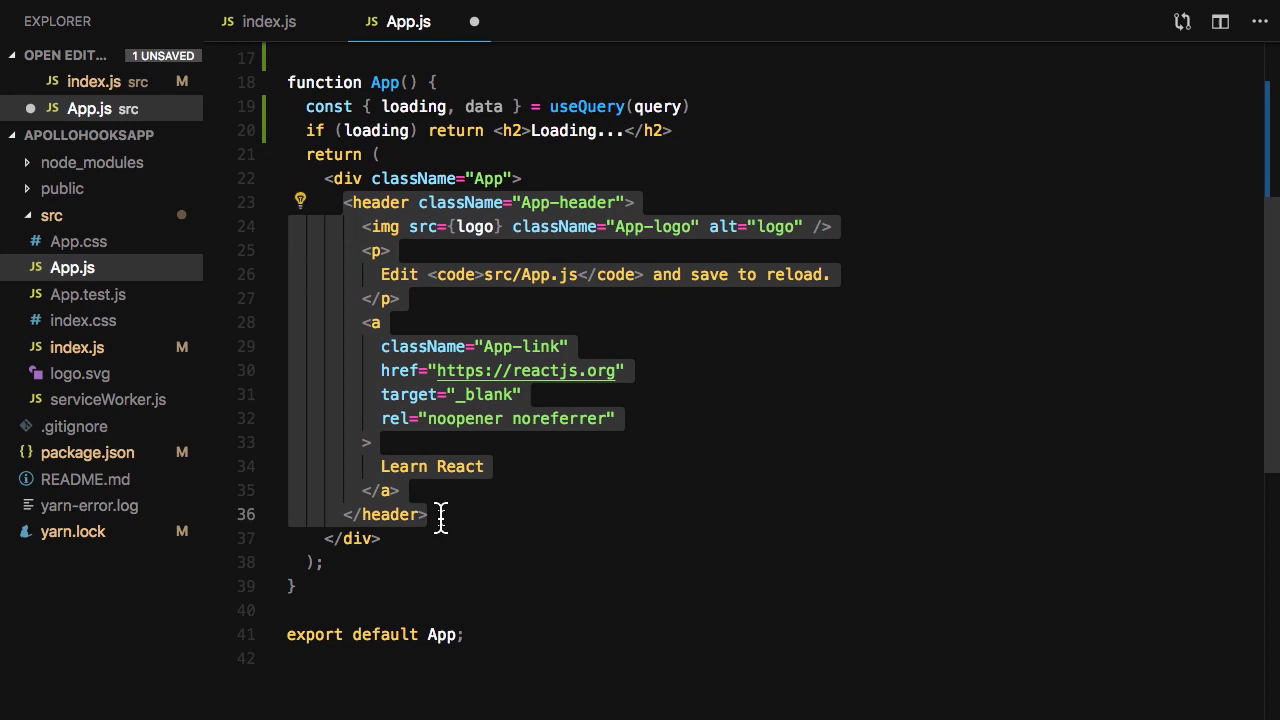 EXPLORER
index.js
App.js
OPEN EDIT... 1 UNSAVED
JS index.js src M
JS App.js src
APOLLOHOOKSAPP
node_modules
public
src
# App.css
JS App.js
JS App.test.js
# index.css
JS index.js M
logo.svg
JS serviceWorker.js
.gitignore
{} package.json M
README.md
yarn-error.log
yarn.lock M
JS index.js
JS App.js
17
18 function App() {
19 const { loading, data } = useQuery(query)
20 if (loading) return <h2>Loading...</h2>
21 return (
22 <div className="App">
23 <header className="App-header">
24 <img src={logo} className="App-logo" alt="logo" />
25 <p>
26 Edit <code>src/App.js</code> and save to reload.
27 </p>
28 <a
29 className="App-link"
30 href="https://reactjs.org"
31 target="_blank"
32 rel="noopener noreferrer"
33 >
34 Learn React
35 </a>
36 </header>
37 </div>
38 );
39 }
40
41 export default App;
42